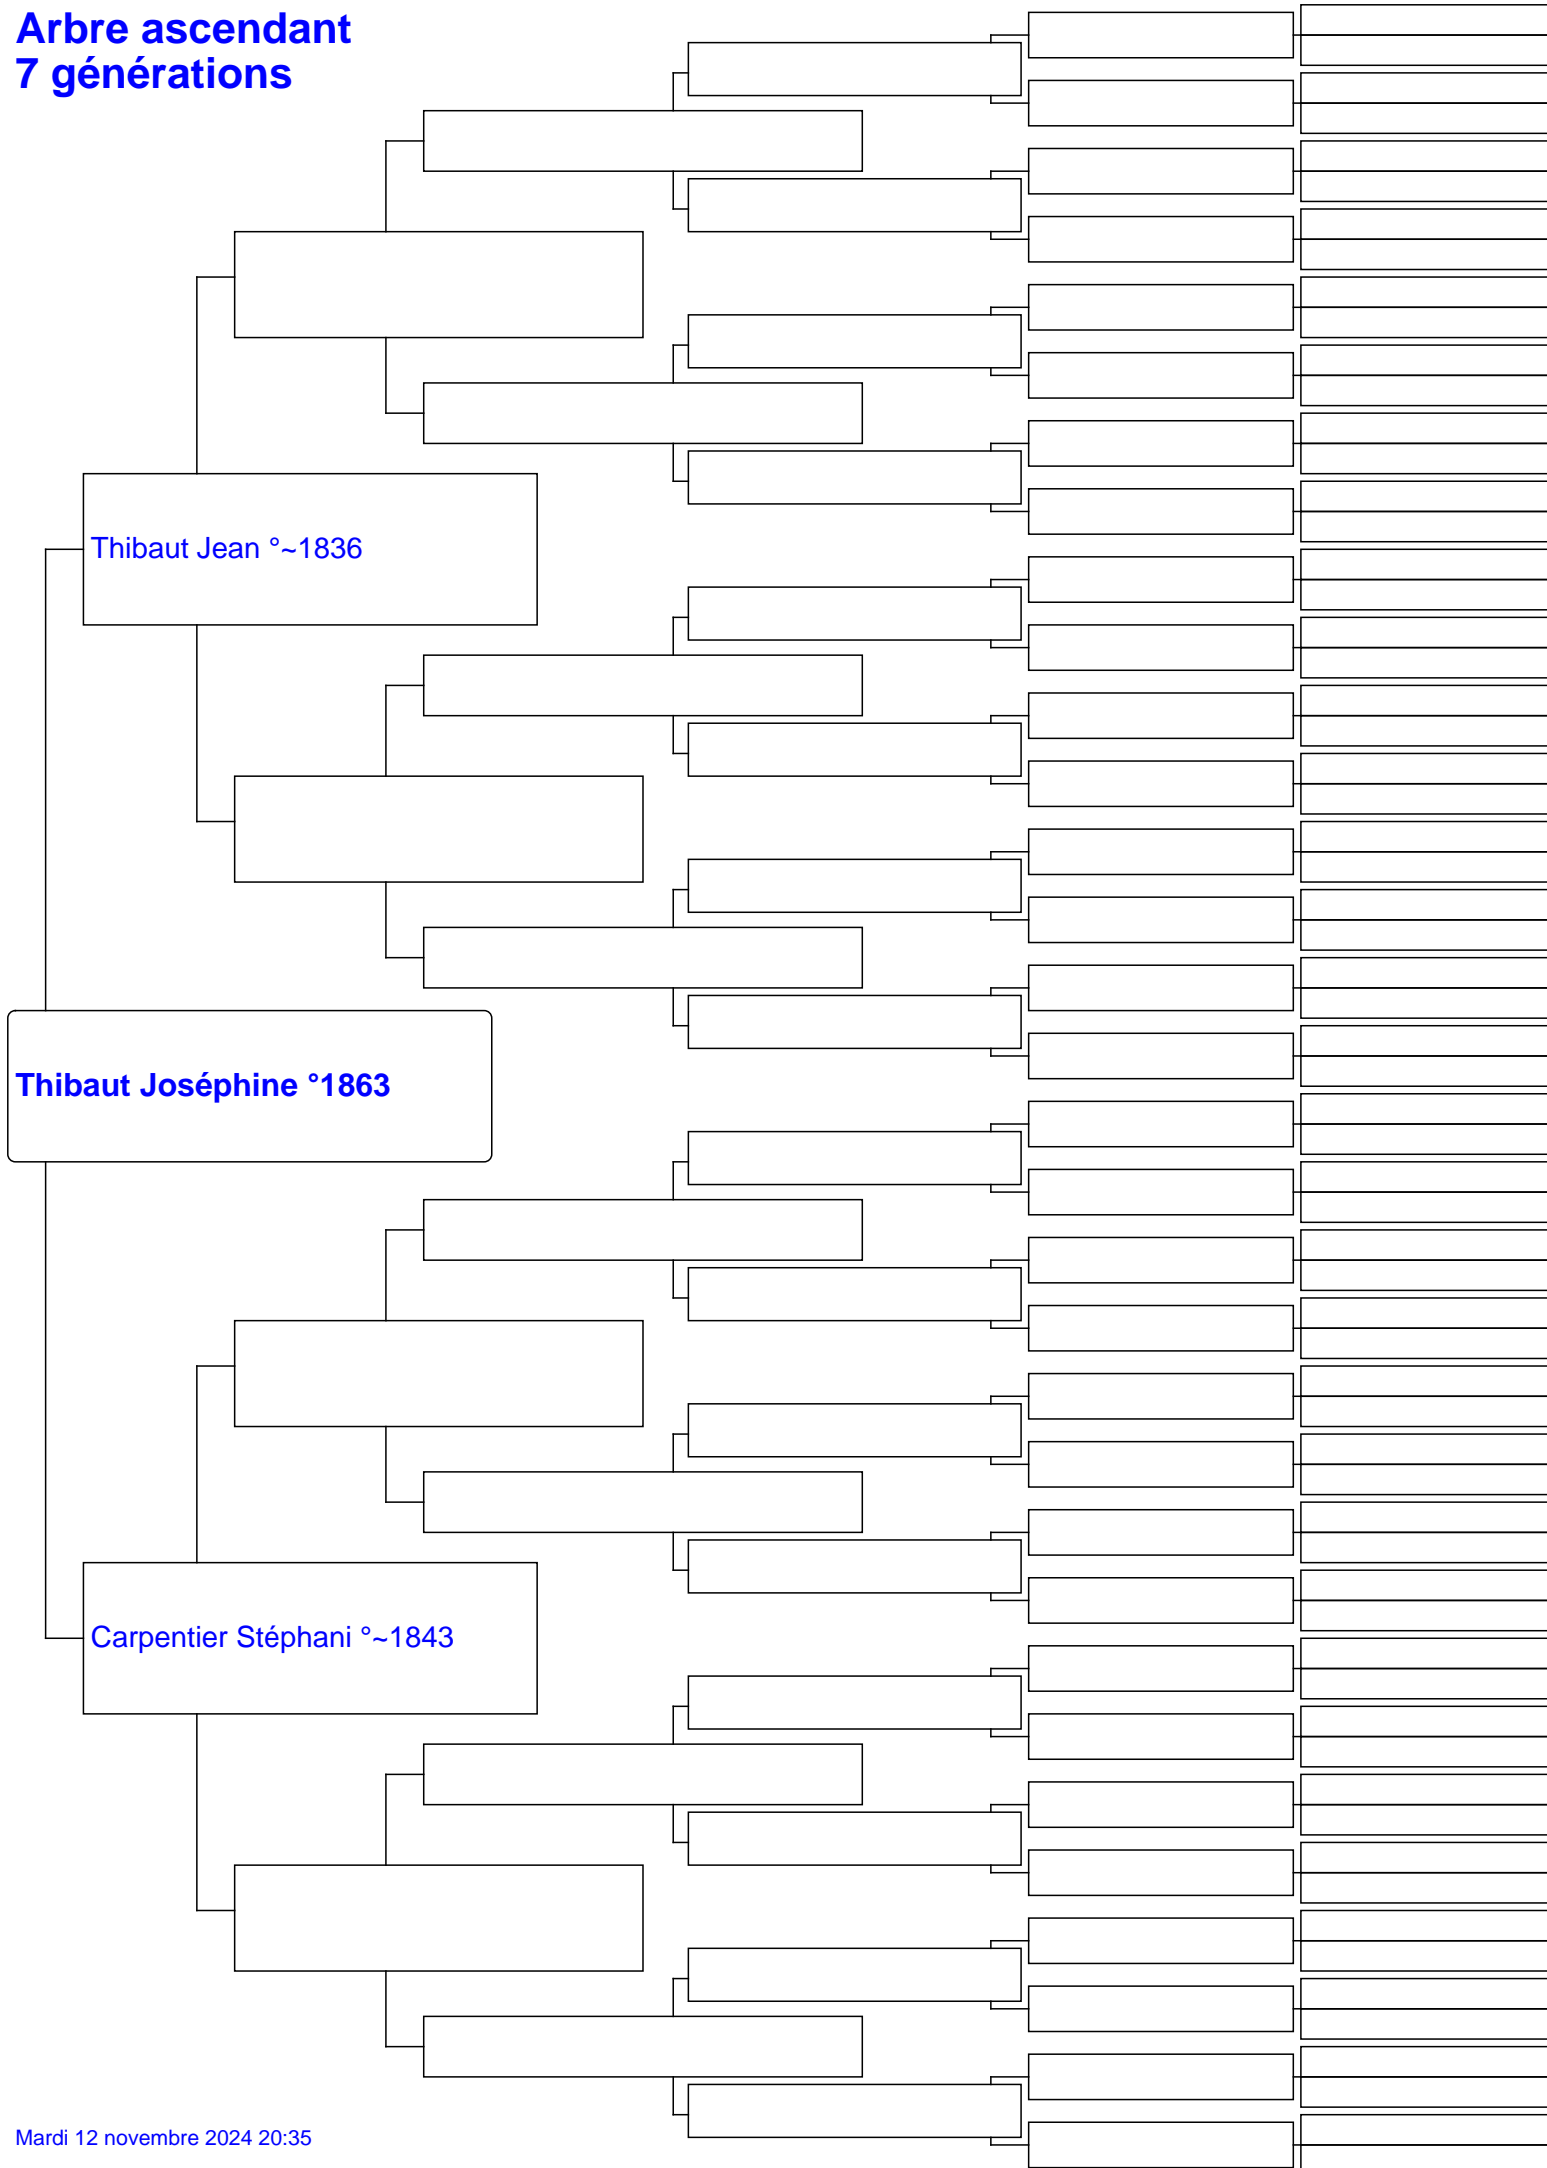 Arbre ascendant
7 générations
Thibaut Jean °~1836
Thibaut Joséphine °1863
Carpentier Stéphani °~1843
Mardi 12 novembre 2024 20:35